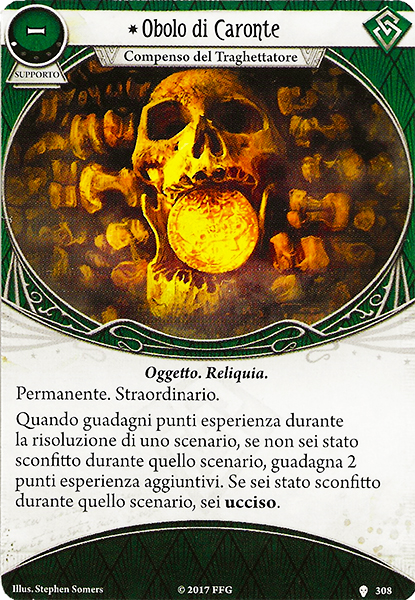 –
SUPPORTO
✶Obolo di Caronte
Compenso del Traghettatore
Oggetto. Reliquia.
Permanente. Straordinario.
Quando guadagni punti esperienza durante
la risoluzione di uno scenario, se non sei stato
sconfitto durante quello scenario, guadagna 2
punti esperienza aggiuntivi. Se sei stato sconfitto
durante quello scenario, sei ucciso.
Illus. Stephen Somers
© 2017 FFG
308